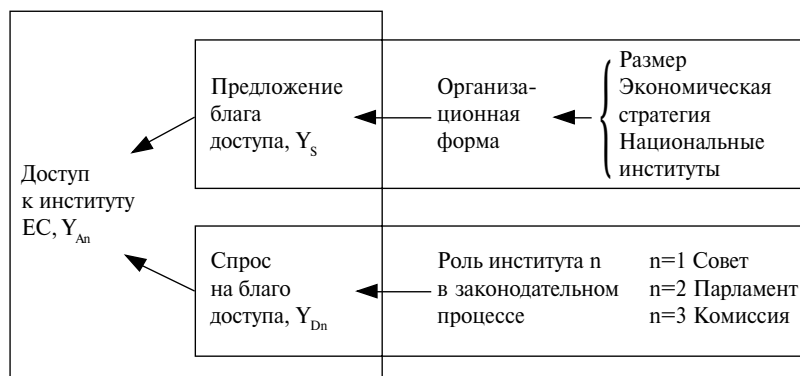 Доступ
к институту
ЕС, Y_An
Предложение
блага
доступа, Y_S
Организа-
ционная
форма
Размер
Экономическая
стратегия
Национальные
институты
Спрос
на благо
доступа, Y_Dn
Роль института n
в законодательном
процессе
n=1 Совет
n=2 Парламент
n=3 Комиссия